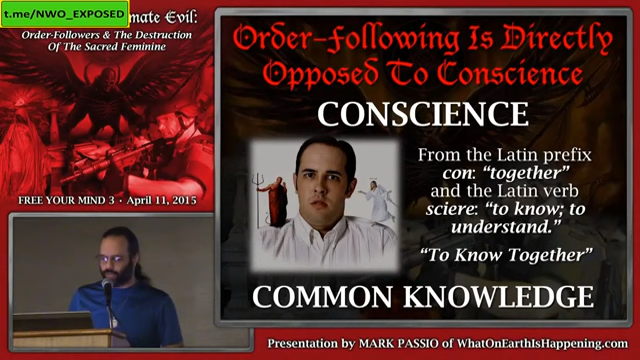 t.me/NWO_EXPOSED
mate Evil:
Order-Followers & The Destruction
Of The Sacred Feminine
FREE YOUR MIND 3 · April 11, 2015
Order-Following Is Directly
Opposed To Conscience
CONSCIENCE
From the Latin prefix
con: “together”
and the Latin verb
sciere: “to know; to
understand.”
“To Know Together”
COMMON KNOWLEDGE
Presentation by MARK PASSIO of WhatOnEarthIsHappening.com